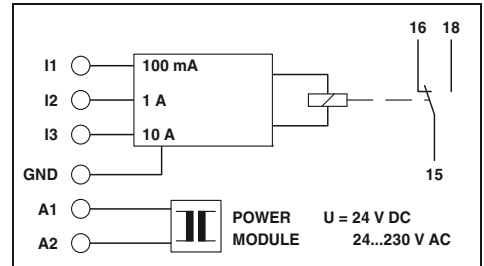 16 18
I1 100 mA
I2 1 A
I3 10 A
GND
15
A1
A2
POWER U = 24 V DC
MODULE 24...230 V AC